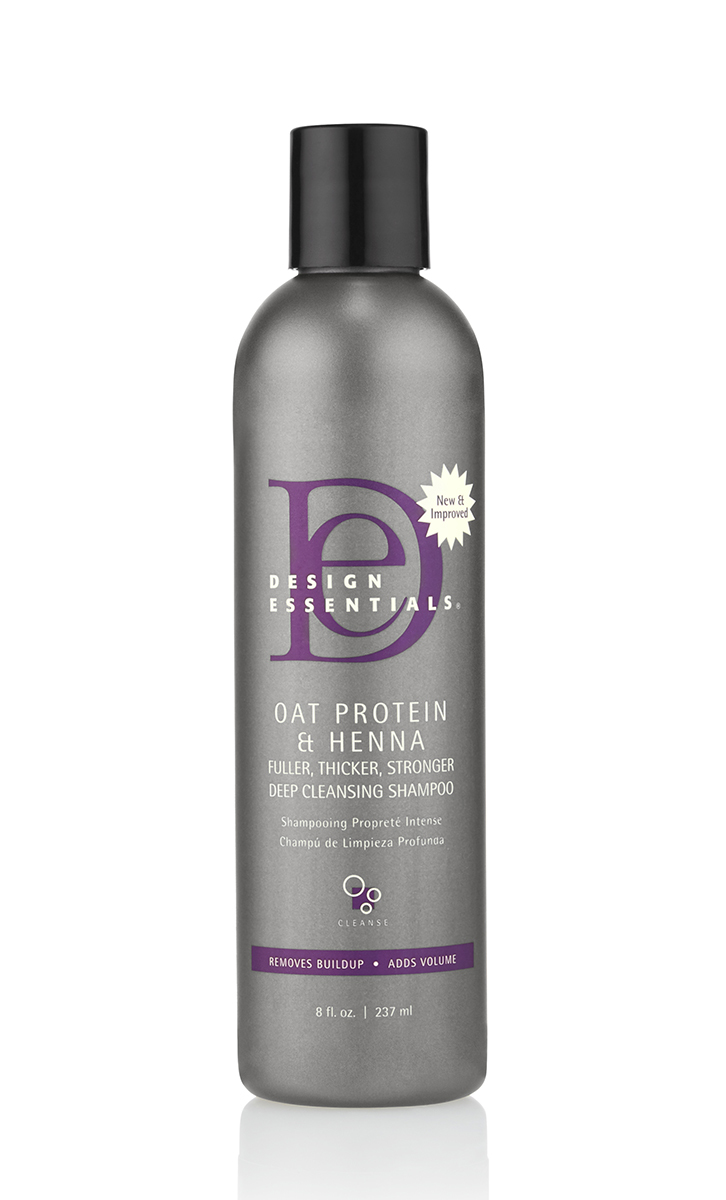 De
New &
Improved
DESIGN
ESSENTIALS®
OAT PROTEIN
& HENNA
FULLER, THICKER, STRONGER
DEEP CLEANSING SHAMPOO
Shampooing Propreté Intense
Champú de Limpieza Profunda
CLEANSE
REMOVES BUILDUP • ADDS VOLUME
8 fl. oz. | 237 ml